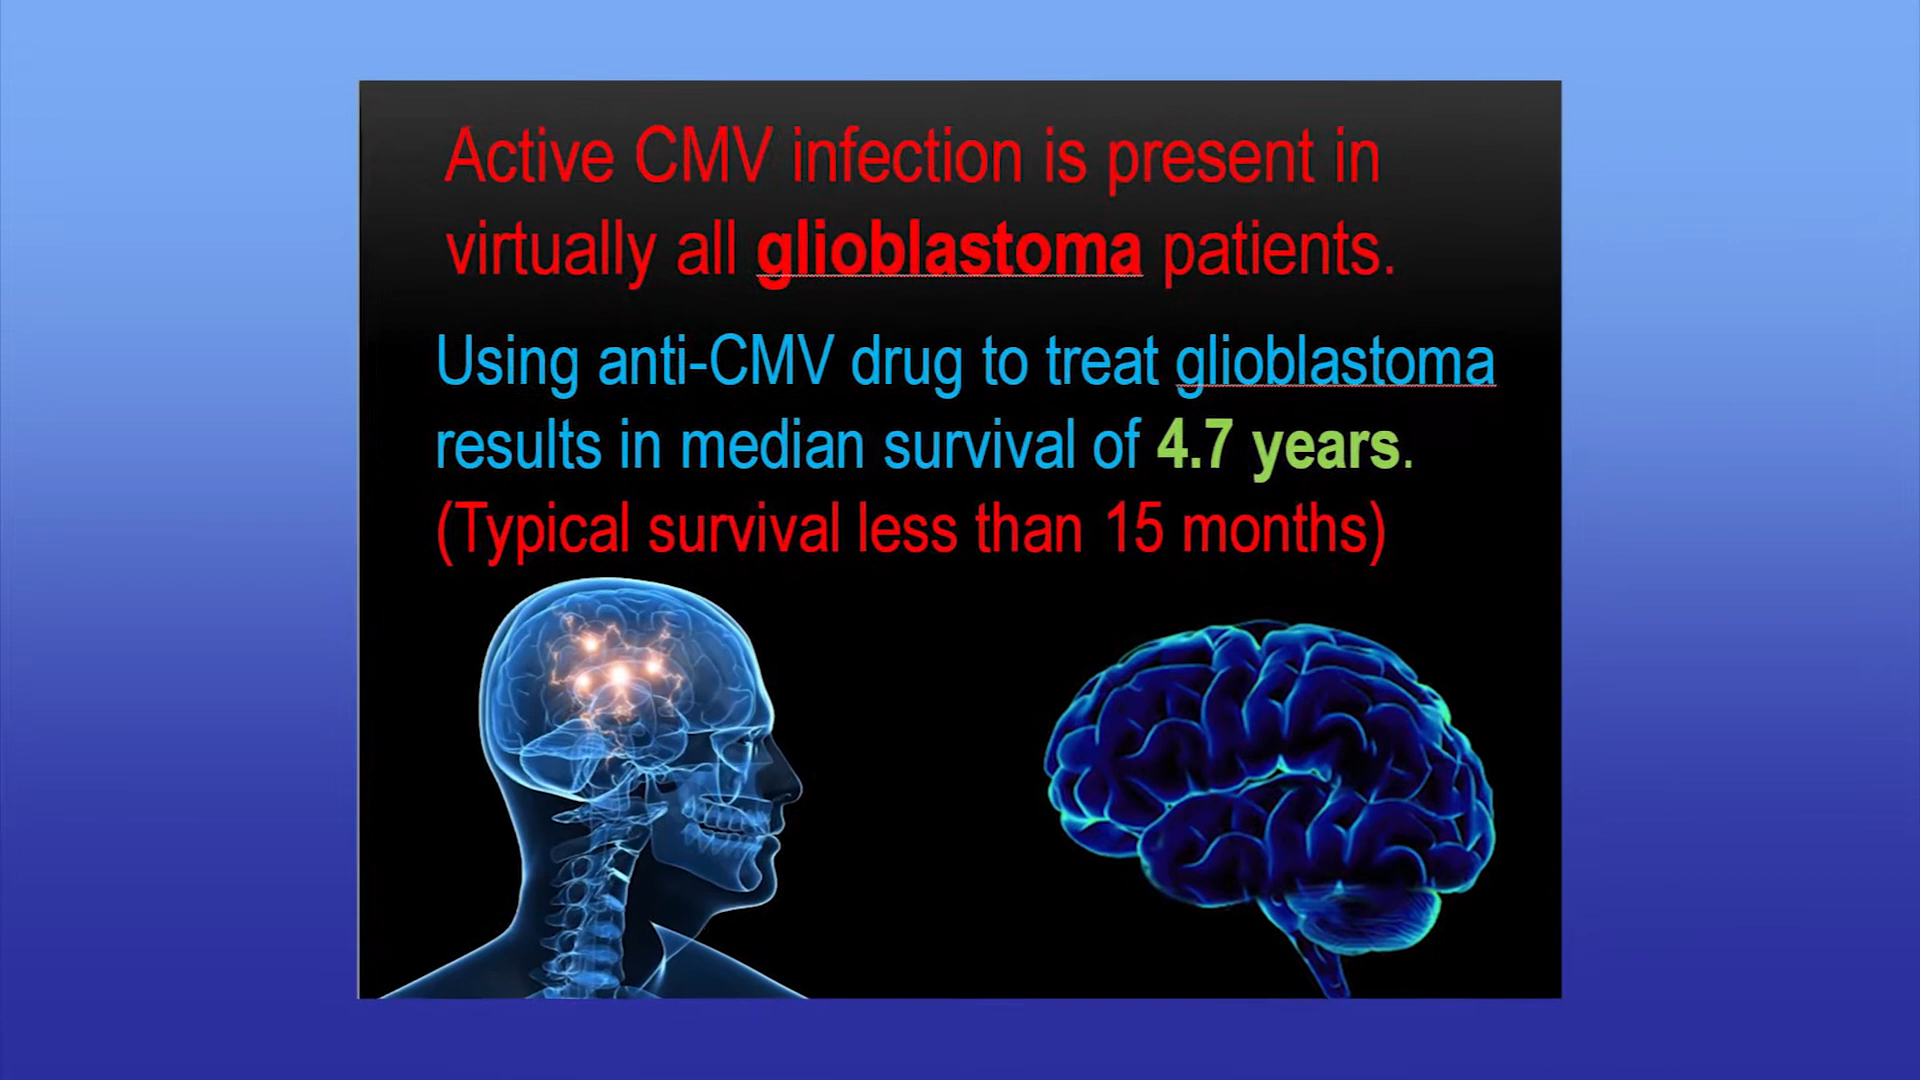 Active CMV infection is present in
virtually all glioblastoma patients.
Using anti-CMV drug to treat glioblastoma
results in median survival of 4.7 years.
(Typical survival less than 15 months)